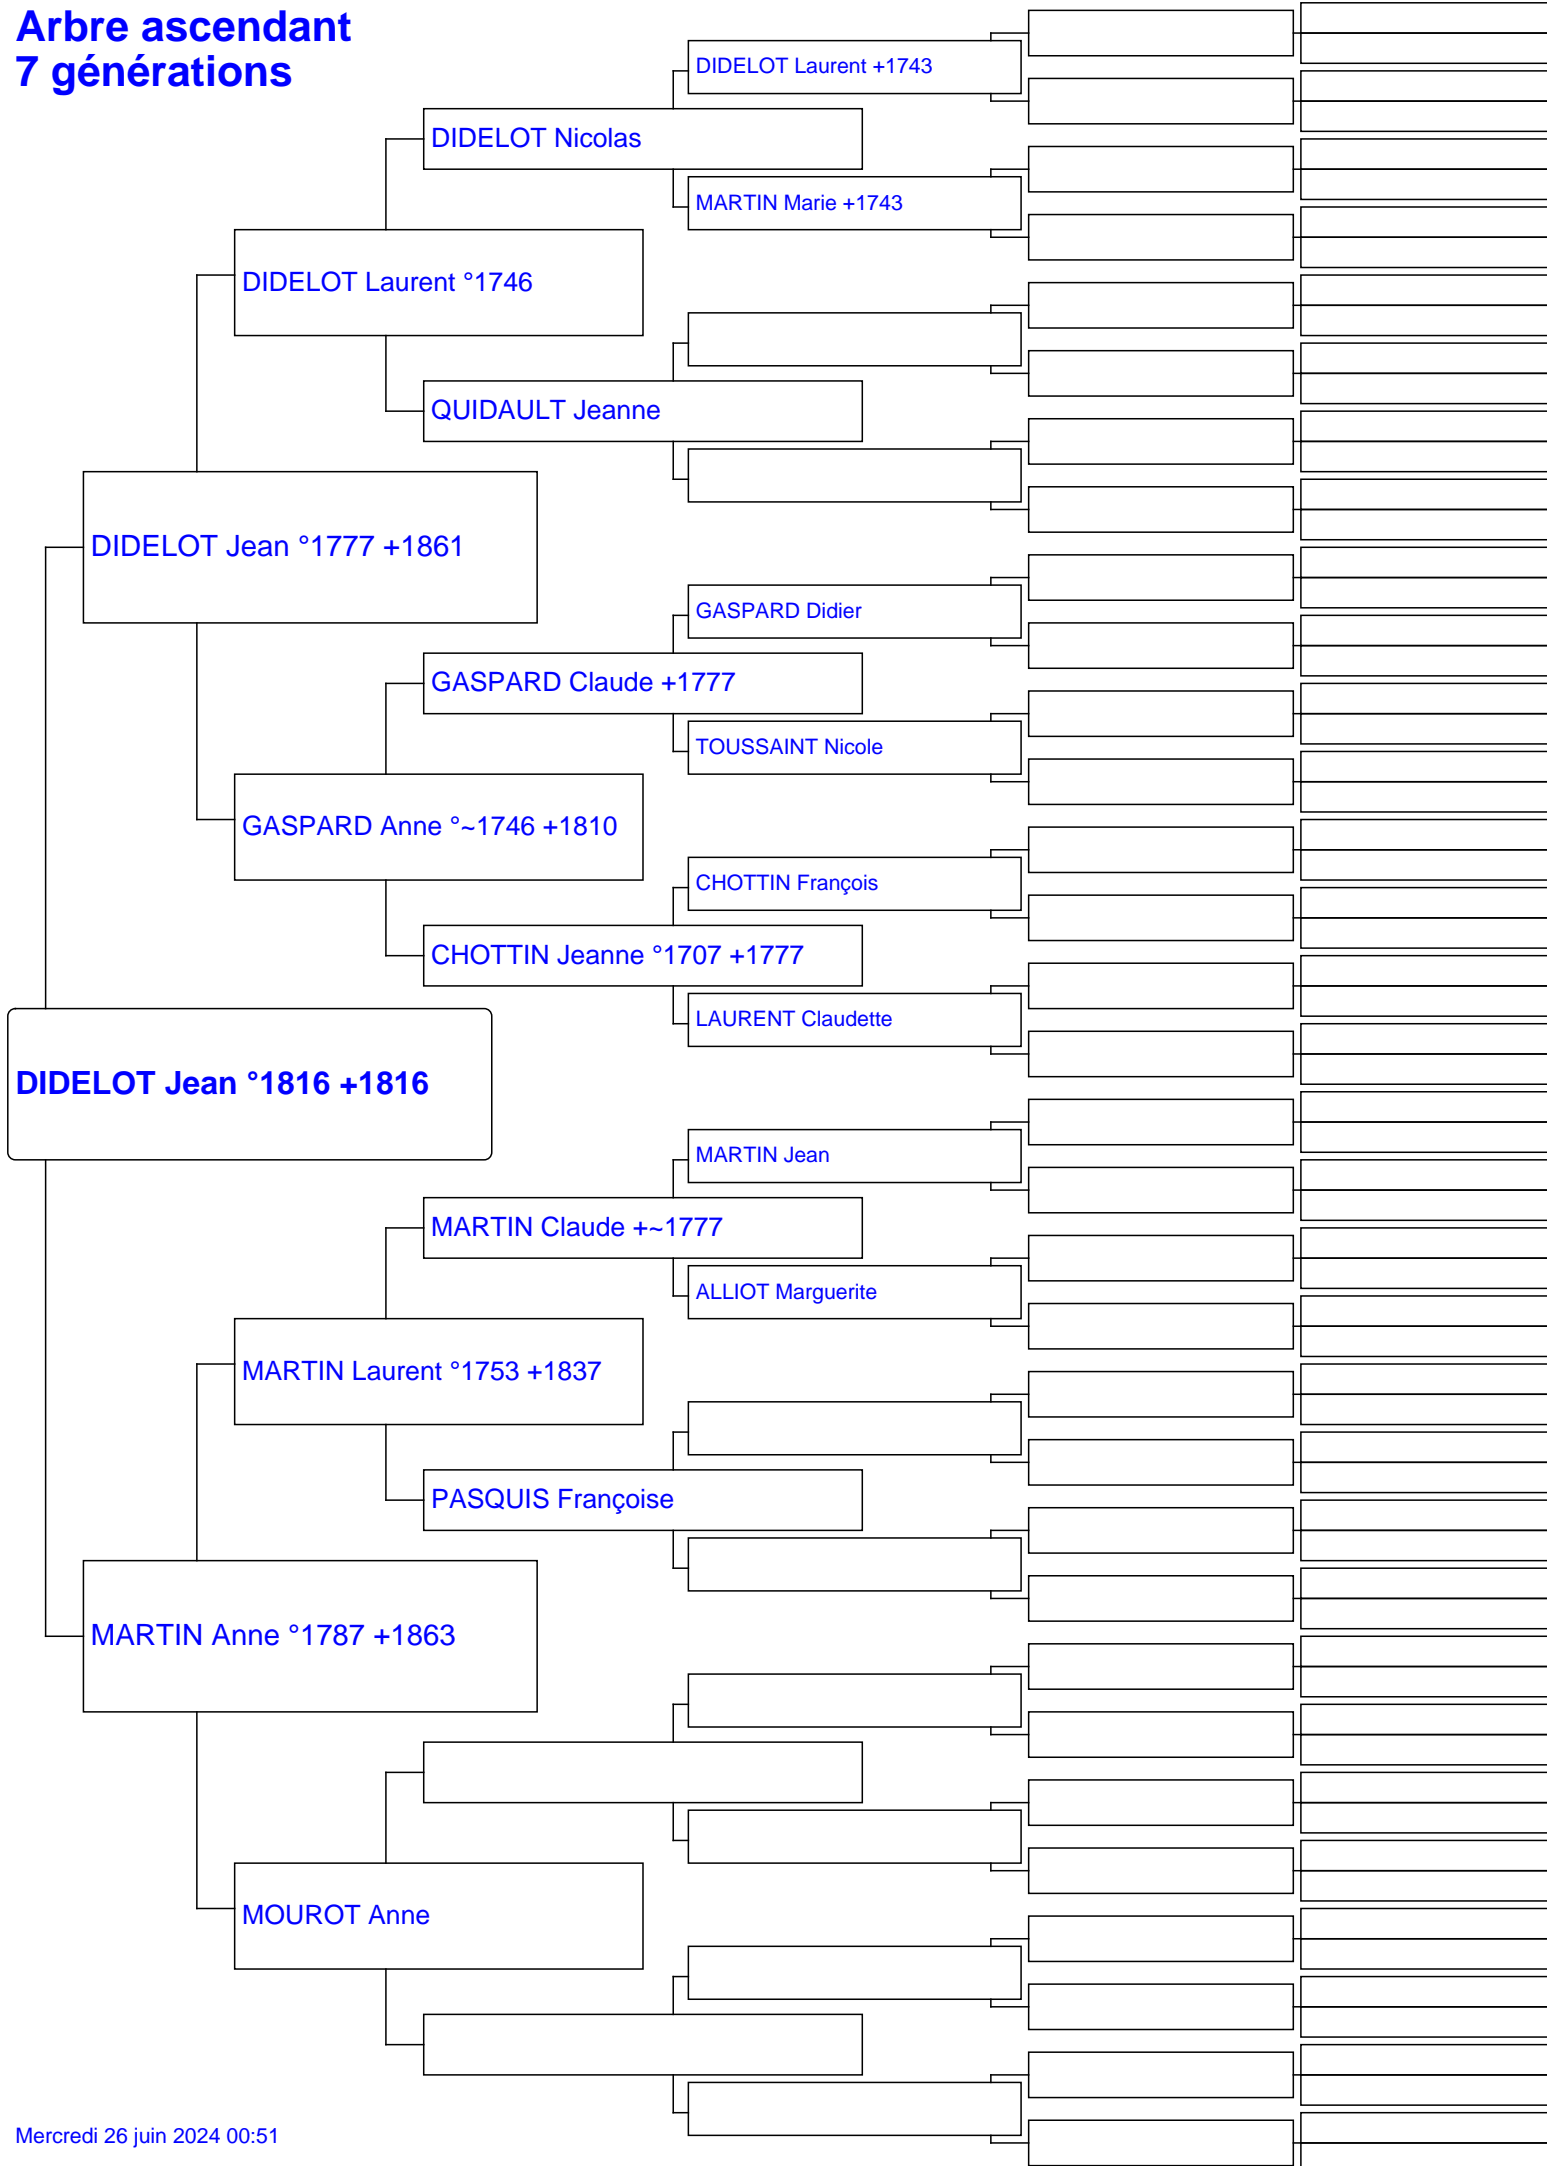 Arbre ascendant
7 générations
DIDELOT Laurent +1743
DIDELOT Nicolas
MARTIN Marie +1743
DIDELOT Laurent °1746
QUIDAULT Jeanne
DIDELOT Jean °1777 +1861
GASPARD Didier
GASPARD Claude +1777
TOUSSAINT Nicole
GASPARD Anne °~1746 +1810
CHOTTIN François
CHOTTIN Jeanne °1707 +1777
LAURENT Claudette
DIDELOT Jean °1816 +1816
MARTIN Jean
MARTIN Claude +~1777
ALLIOT Marguerite
MARTIN Laurent °1753 +1837
PASQUIS Françoise
MARTIN Anne °1787 +1863
MOUROT Anne
Mercredi 26 juin 2024 00:51